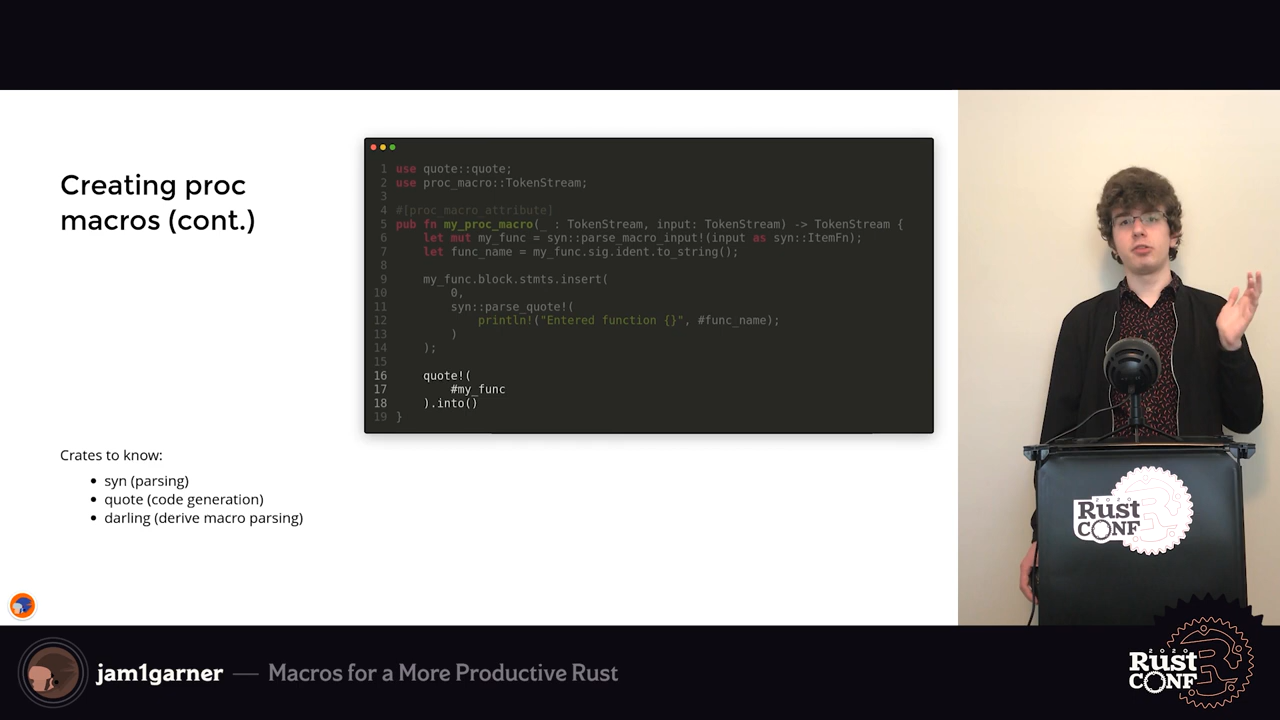 Creating proc
macros (cont.)
1 use quote::quote;
2 use proc_macro::TokenStream;
3
4 #[proc_macro_attribute]
5 pub fn my_proc_macro(_ : TokenStream, input: TokenStream) -> TokenStream {
6 let mut my_func = syn::parse_macro_input!(input as syn::ItemFn);
7 let func_name = my_func.sig.ident.to_string();
8
9 my_func.block.stmts.insert(
10 0,
11 syn::parse_quote!(
12 println!("Entered function {}", #func_name);
13 )
14 );
15
16 quote!(
17 #my_func
18 ).into()
19 }
Crates to know:
• syn (parsing)
• quote (code generation)
• darling (derive macro parsing)
2020
Rust
CONF
jam1garner — Macros for a More Productive Rust
2020
Rust
CONF